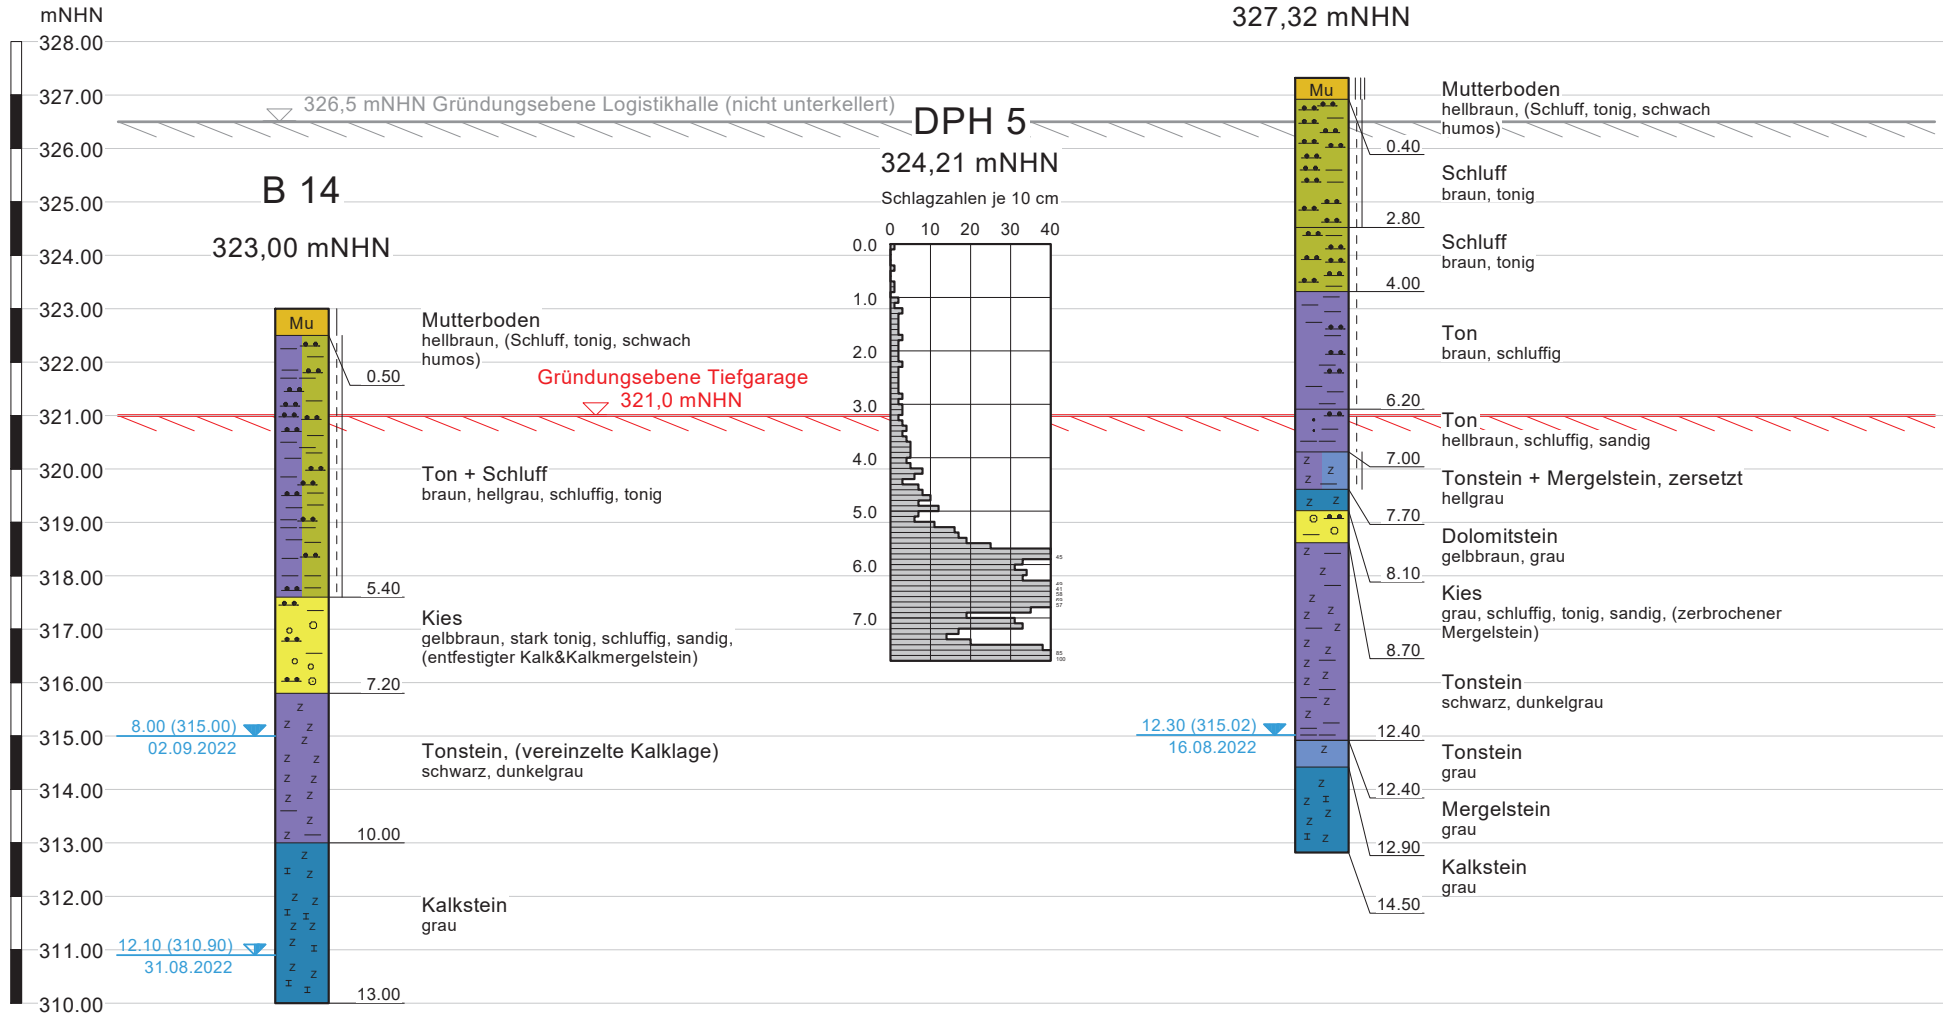 mNHN
328.00
327.00
326.00
325.00
324.00
323.00
322.00
321.00
320.00
319.00
318.00
317.00
316.00
315.00
314.00
313.00
312.00
311.00
310.00
326,5 mNHN Gründungsebene Logistikhalle (nicht unterkellert)
Gründungsebene Tiefgarage
321,0 mNHN
B 14
323,00 mNHN
Mu
Mutterboden
hellbraun, (Schluff, tonig, schwach
humos)
0.50
Ton + Schluff
braun, hellgrau, schluffig, tonig
5.40
Kies
gelbbraun, stark tonig, schluffig, sandig,
(entfestigter Kalk&Kalkmergelstein)
7.20
8.00 (315.00)
02.09.2022
Tonstein, (vereinzelte Kalklage)
schwarz, dunkelgrau
10.00
Kalkstein
grau
12.10 (310.90)
31.08.2022
13.00
DPH 5
324,21 mNHN
Schlagzahlen je 10 cm
0 10 20 30 40
0.0
1.0
2.0
3.0
4.0
5.0
45
6.0
41
58
57
7.0
85
100
327,32 mNHN
Mu
Mutterboden
hellbraun, (Schluff, tonig, schwach
humos)
0.40
Schluff
braun, tonig
2.80
Schluff
braun, tonig
4.00
Ton
braun, schluffig
6.20
Ton
hellbraun, schluffig, sandig
7.00
Tonstein + Mergelstein, zersetzt
hellgrau
7.70
Dolomitstein
gelbbraun, grau
8.10
Kies
grau, schluffig, tonig, sandig, (zerbrochener
Mergelstein)
8.70
Tonstein
schwarz, dunkelgrau
12.30 (315.02)
16.08.2022
12.40
Tonstein
grau
12.40
Mergelstein
grau
12.90
Kalkstein
grau
14.50